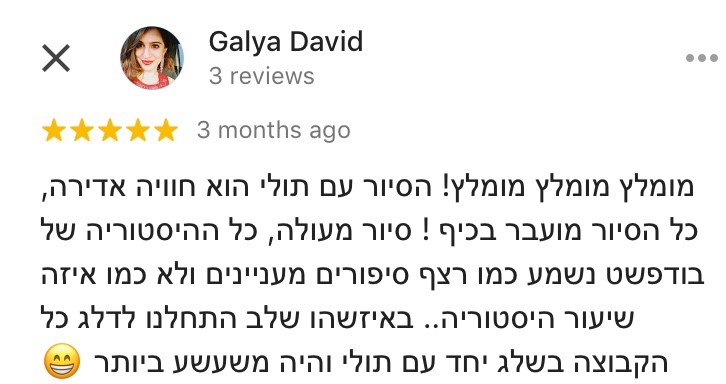 Galya David
3 reviews
3 months ago
מומלץ מומלץ מומלץ! הסיור עם תולי הוא חוויה אדירה,
כל הסיור מועבר בכיף ! סיור מעולה, כל ההיסטוריה של
בודפשט נשמע כמו רצף סיפורים מעניינים ולא כמו איזה
שיעור היסטוריה.. באיזשהו שלב התחלנו לדלג כל
הקבוצה בשלג יחד עם תולי והיה משעשע ביותר 😁